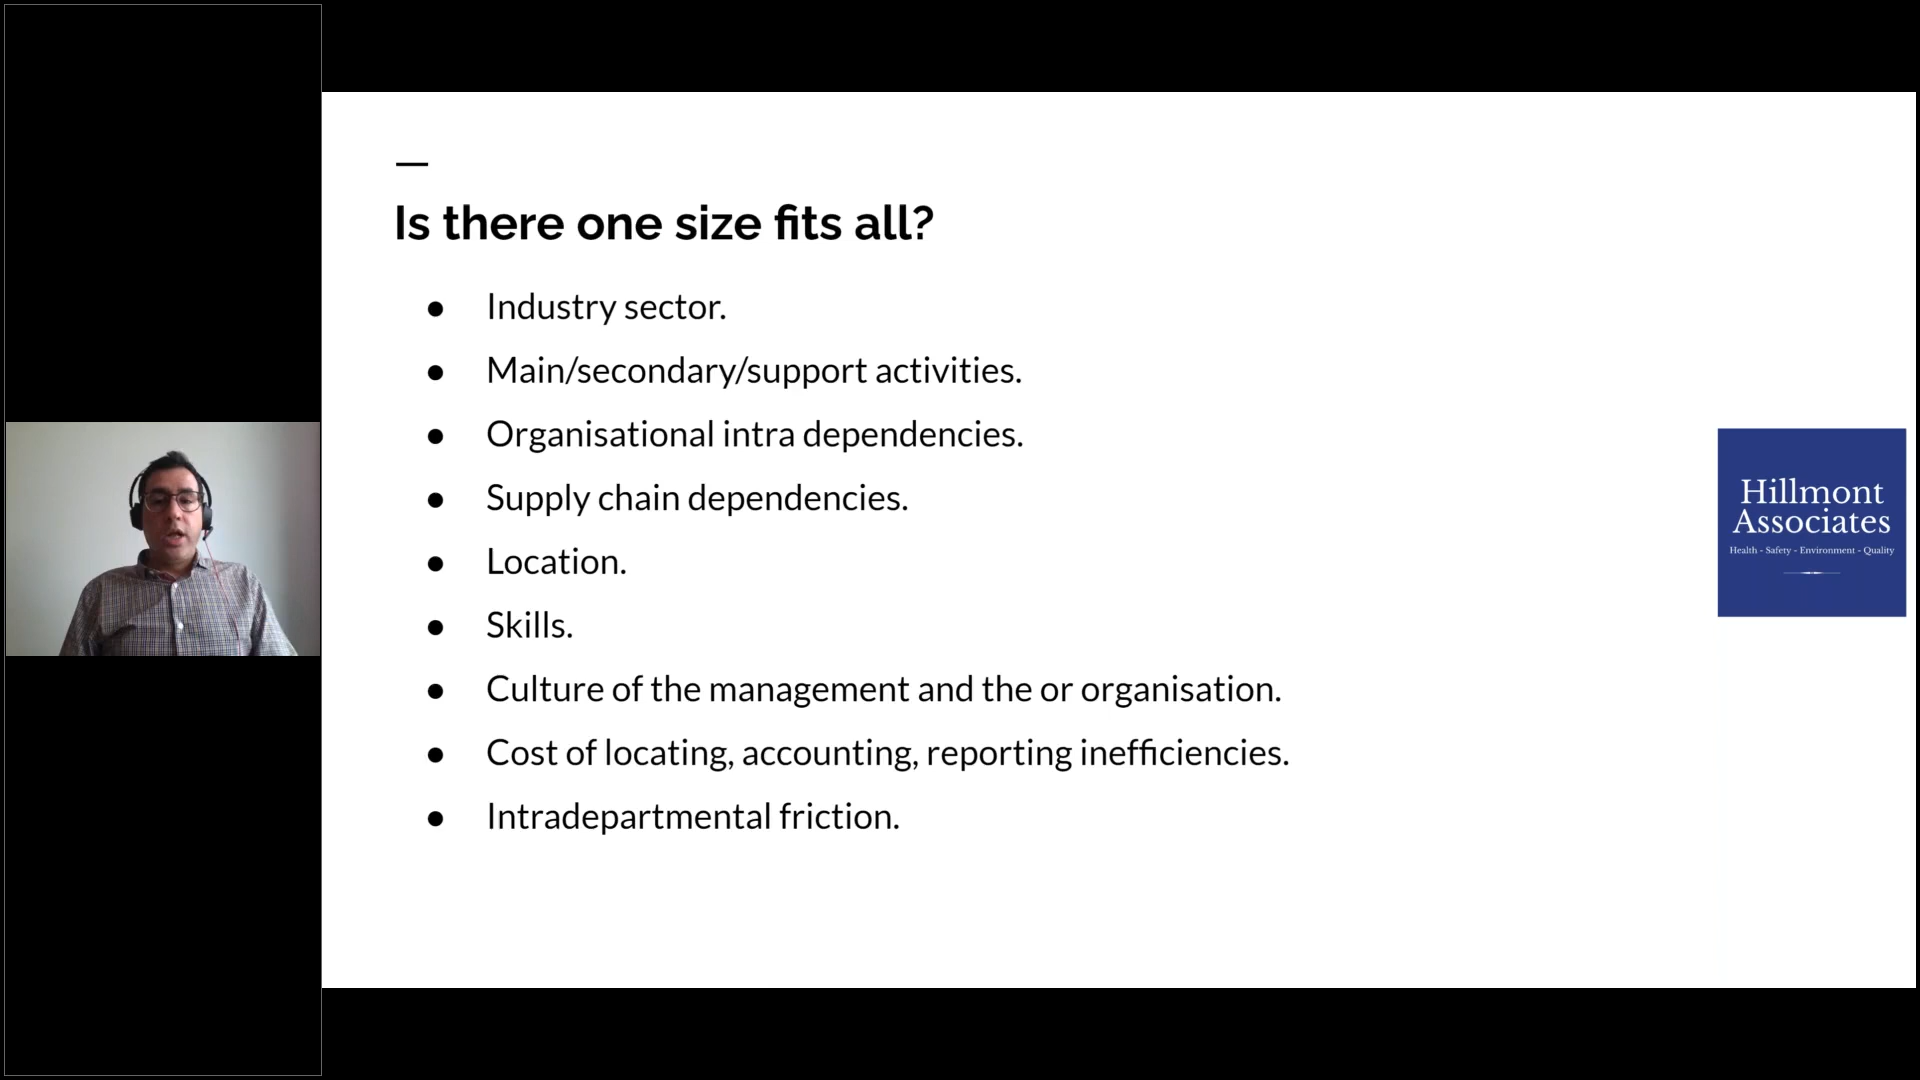 Is there one size fits all?
● Industry sector.
● Main/secondary/support activities.
● Organisational intra dependencies.
● Supply chain dependencies.
● Location.
● Skills.
● Culture of the management and the or organisation.
● Cost of locating, accounting, reporting inefficiencies.
● Intradepartmental friction.
Hillmont
Associates
Health - Safety - Environment - Quality